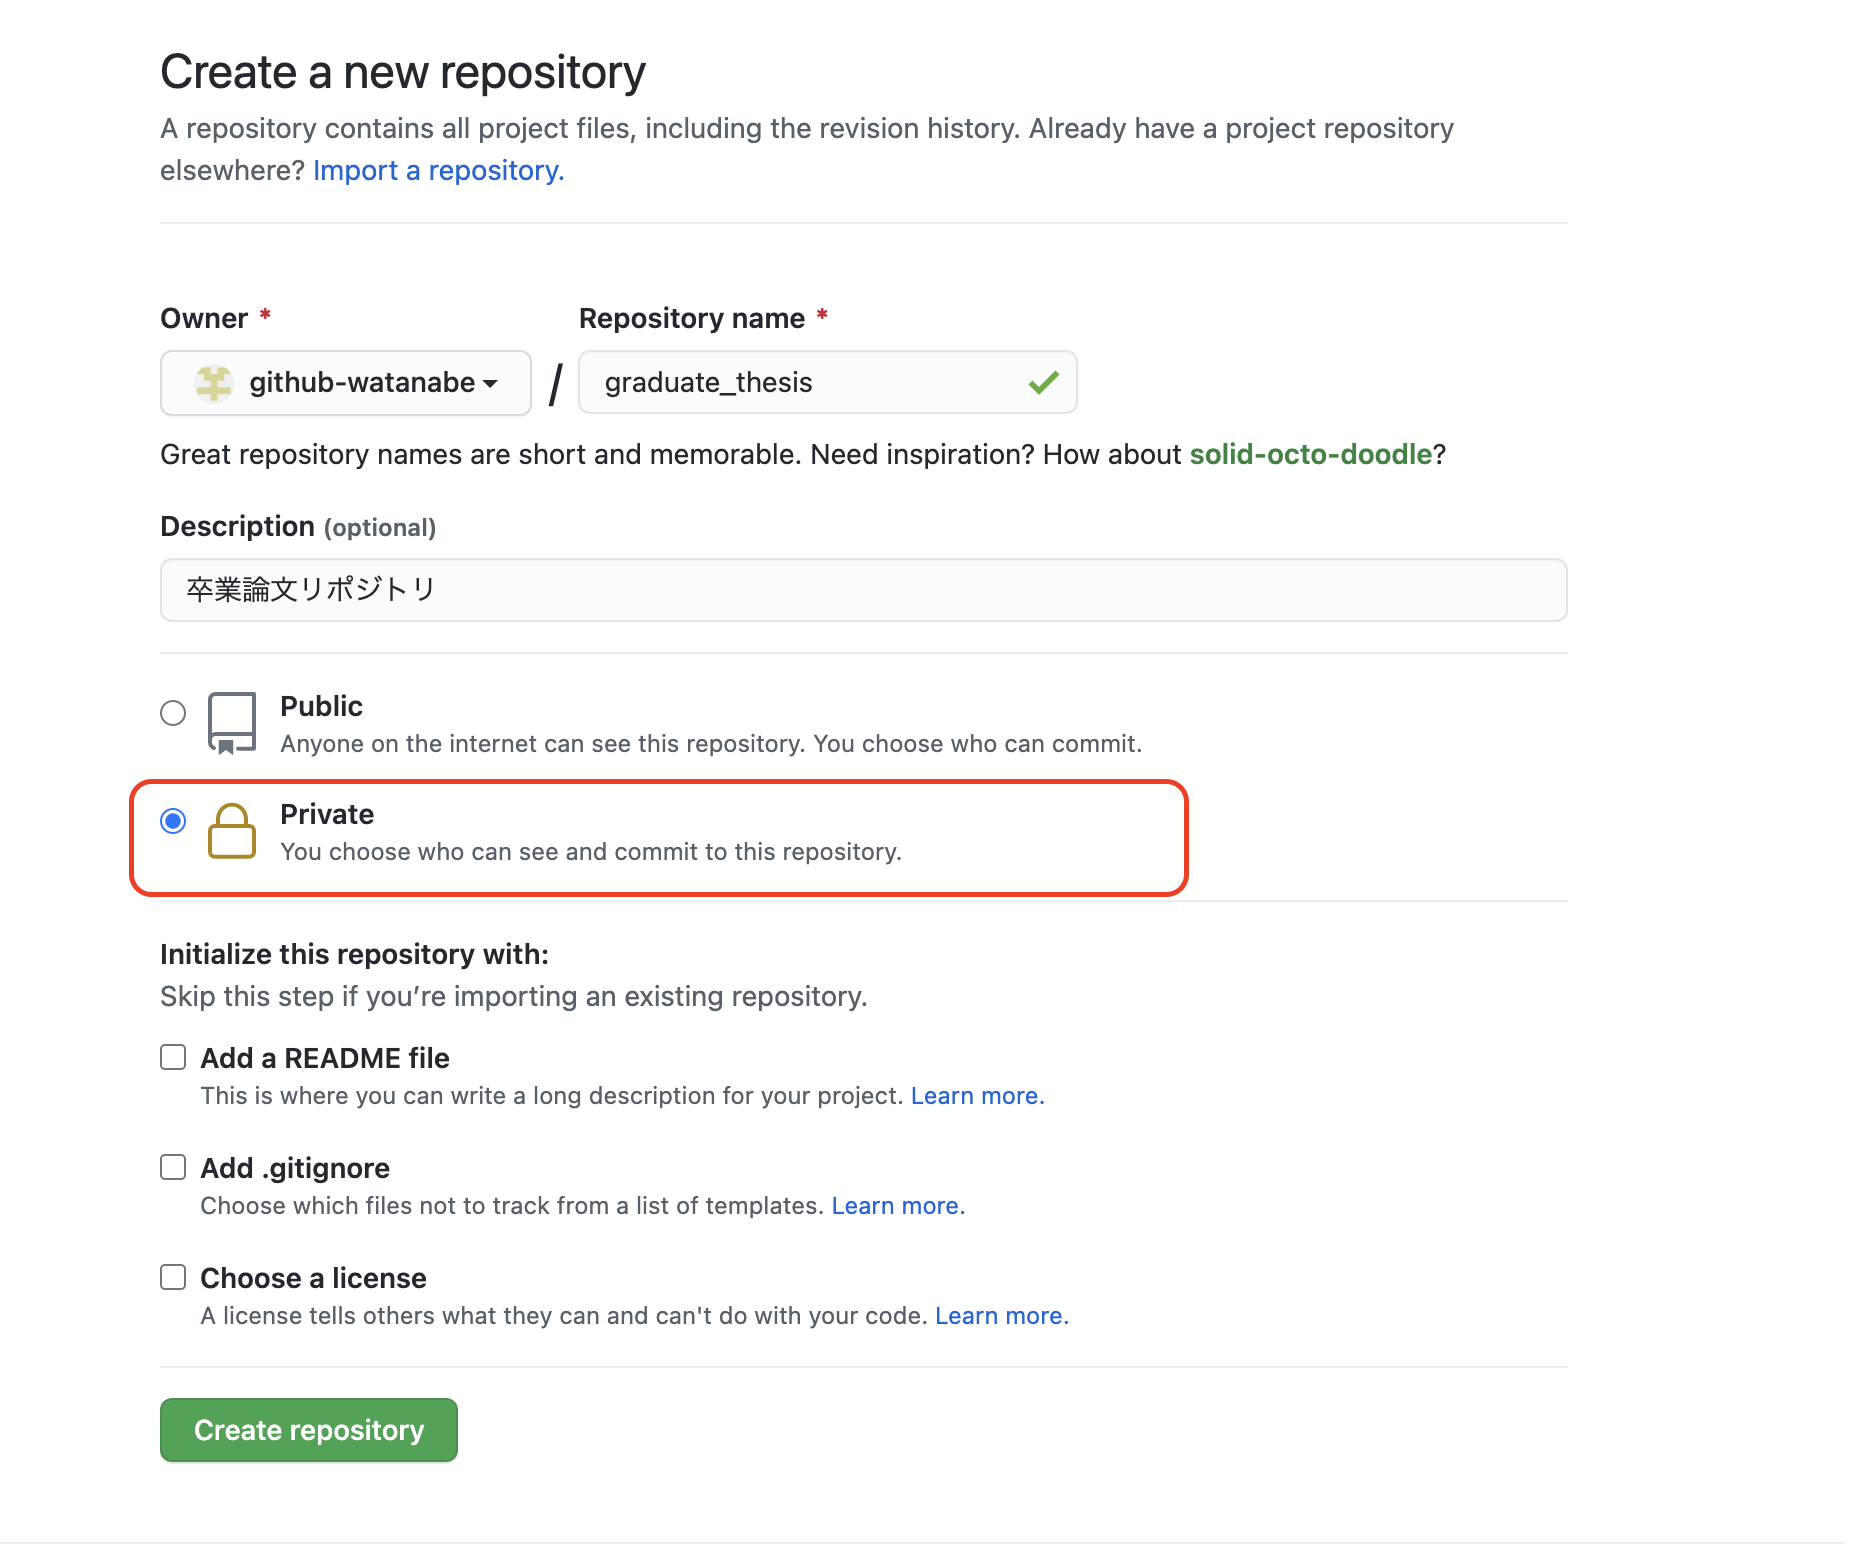 Create a new repository
A repository contains all project files, including the revision history. Already have a project repository
elsewhere? Import a repository.
Owner *
Repository name *
github-watanabe / graduate_thesis
Great repository names are short and memorable. Need inspiration? How about solid-octo-doodle?
Description (optional)
卒業論文リポジトリ
Public
Anyone on the internet can see this repository. You choose who can commit.
Private
You choose who can see and commit to this repository.
Initialize this repository with:
Skip this step if you’re importing an existing repository.
Add a README file
This is where you can write a long description for your project. Learn more.
Add .gitignore
Choose which files not to track from a list of templates. Learn more.
Choose a license
A license tells others what they can and can't do with your code. Learn more.
Create repository